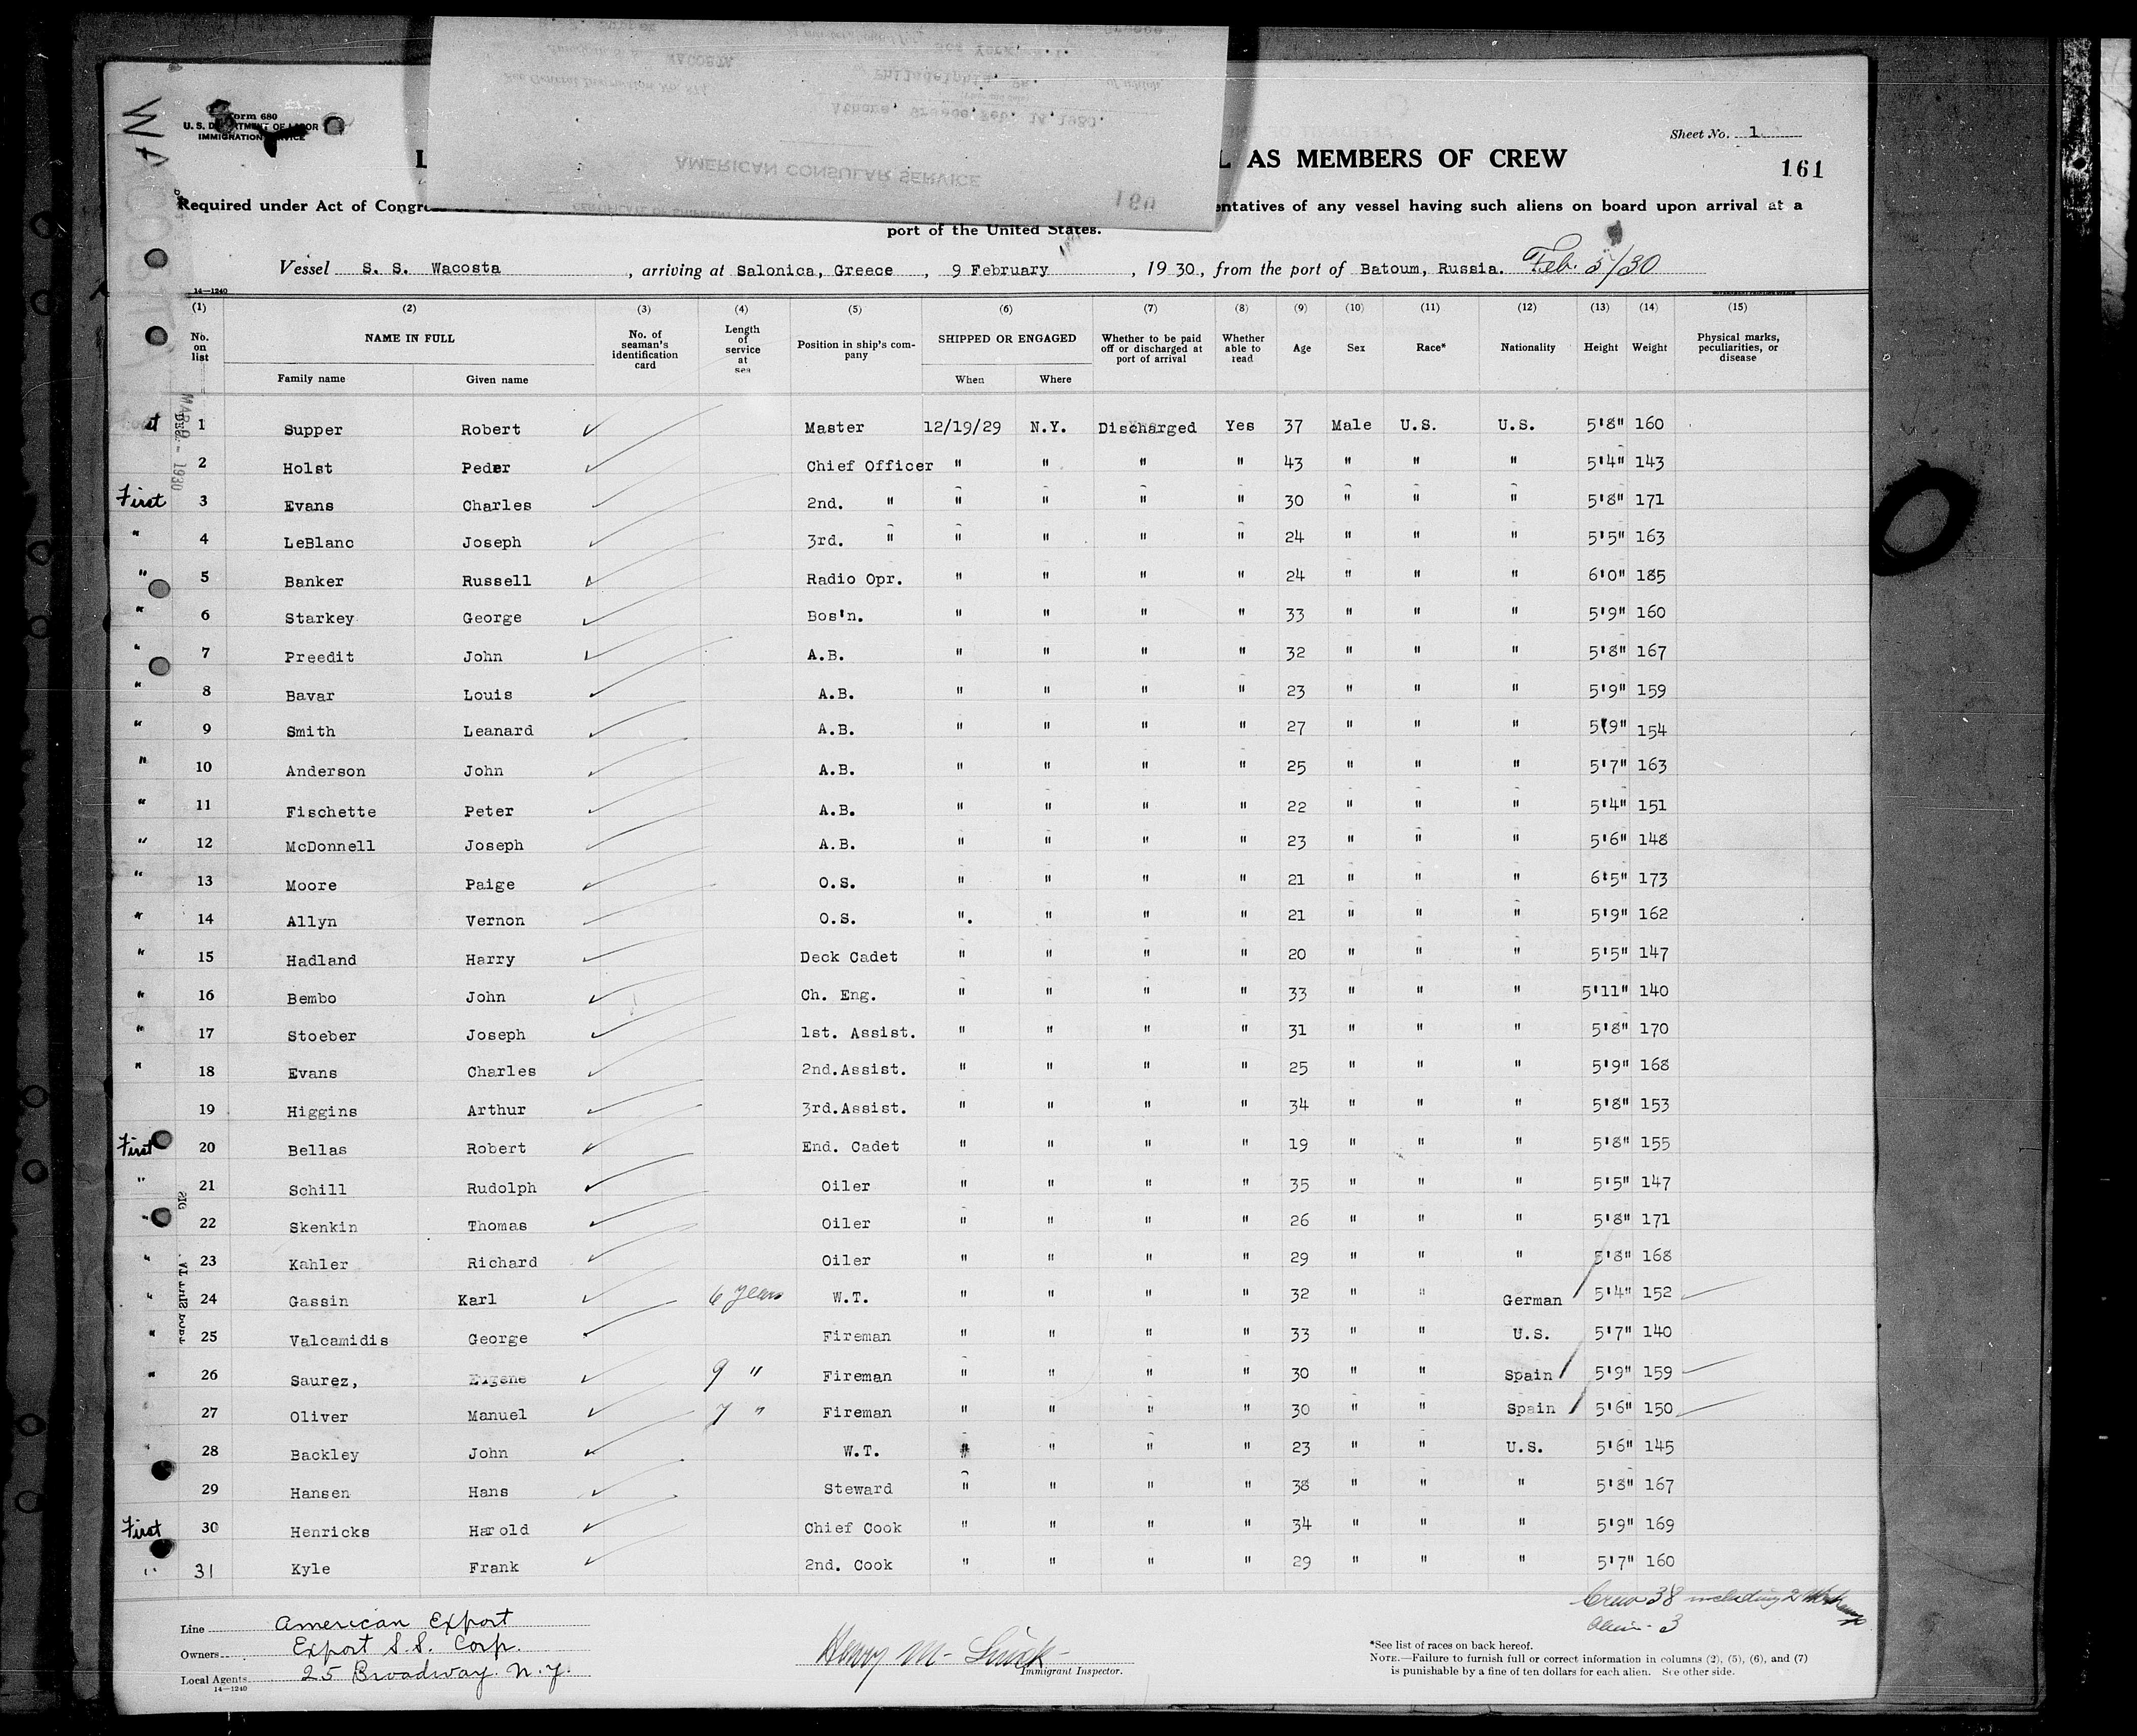 Form 680
U. S. DEPARTMENT OF LABOR
IMMIGRATION SERVICE
Sheet No. 1
L AS MEMBERS OF CREW
161
AMERICAN CONSULAR SERVICE
160
Required under Act of Congre
entatives of any vessel having such aliens on board upon arrival at a
port of the United States.
Vessel S. S. Wacosta, arriving at Salonica, Greece, 9 February, 1930, from the port of Batoum, Russia. Feb. 5/30
14—1240
(1) (2) (3) (4) (5) (6) (7) (8) (9) (10) (11) (12) (13) (14) (15)
No. on list NAME IN FULL No. of seaman's identification card Length of service at sea Position in ship's company SHIPPED OR ENGAGED Whether to be paid off or discharged at port of arrival Whether able to read Age Sex Race* Nationality Height Weight Physical marks, peculiarities, or disease
Family name Given name When Where
1 Supper Robert Master 12/19/29 N.Y. Discharged Yes 37 Male U.S. U.S. 5'8" 160
2 Holst Peder Chief Officer " " " " 43 " " " 5'4" 143
First 3 Evans Charles 2nd. " " " " " 30 " " " 5'8" 171
" 4 LeBlanc Joseph 3rd. " " " " " 24 " " " 5'5" 163
" 5 Banker Russell Radio Opr. " " " " 24 " " " 6'0" 185
" 6 Starkey George Bos'n. " " " " 33 " " " 5'9" 160
" 7 Preedit John A.B. " " " " 32 " " " 5'8" 167
" 8 Bavar Louis A.B. " " " " 23 " " " 5'9" 159
" 9 Smith Leanard A.B. " " " " 27 " " " 5'9" 154
" 10 Anderson John A.B. " " " " 25 " " " 5'7" 163
" 11 Fischette Peter A.B. " " " " 22 " " " 5'4" 151
" 12 McDonnell Joseph A.B. " " " " 23 " " " 5'6" 148
" 13 Moore Paige O.S. " " " " 21 " " " 6'5" 173
" 14 Allyn Vernon O.S. ". " " " 21 " " " 5'9" 162
" 15 Hadland Harry Deck Cadet " " " " 20 " " " 5'5" 147
" 16 Bembo John Ch. Eng. " " " " 33 " " " 5'11" 140
" 17 Stoeber Joseph 1st. Assist. " " " " 31 " " " 5'8" 170
" 18 Evans Charles 2nd.Assist. " " " " 25 " " " 5'9" 168
19 Higgins Arthur 3rd.Assist. " " " " 34 " " " 5'8" 153
First 20 Bellas Robert End. Cadet " " " " 19 " " " 5'8" 155
" 21 Schill Rudolph Oiler " " " " 35 " " " 5'5" 147
" 22 Skenkin Thomas Oiler " " " " 26 " " " 5'8" 171
" 23 Kahler Richard Oiler " " " " 29 " " " 5'8" 168
" 24 Gassin Karl 6 years W.T. " " " " 32 " " German 5'4" 152
" 25 Valcamidis George Fireman " " " " 33 " " U.S. 5'7" 140
" 26 Saurez, Eugene 9 " Fireman " " " " 30 " " Spain 5'9" 159
" 27 Oliver Manuel 7 " Fireman " " " " 30 " " Spain 5'6" 150
" 28 Backley John W.T. " " " " 23 " " U.S. 5'6" 145
29 Hansen Hans Steward " " " " 38 " " " 5'8" 167
First 30 Henricks Harold Chief Cook " " " " 34 " " " 5'9" 169
" 31 Kyle Frank 2nd. Cook " " " " 29 " " " 5'7" 160
Crew 38 including 2
3
Line American Export
Owners Export S.S. Corp.
Local Agents 25 Broadway. N.Y.
14—1240
Henry M.
Immigrant Inspector.
*See list of races on back hereof.
NOTE.—Failure to furnish full or correct information in columns (2), (5), (6), and (7)
is punishable by a fine of ten dollars for each alien. See other side.